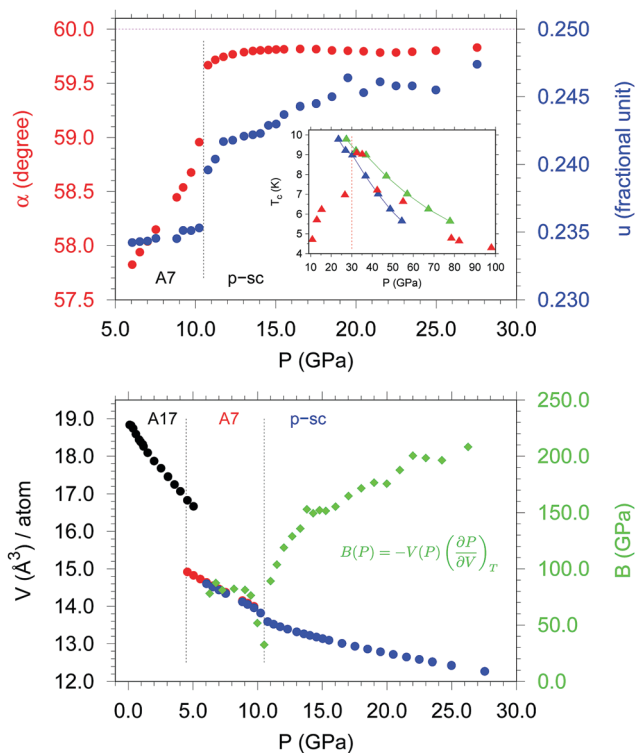 60.0
59.5
59.0
58.5
58.0
57.5
α (degree)
0.250
0.245
0.240
0.235
0.230
u (fractional unit)
10
9
8
7
6
5
4
T_c (K)
10 20 30 40 50 60 70 80 90 100
P (GPa)
A7
p-sc
5.0 10.0 15.0 20.0 25.0 30.0
P (GPa)
19.0
18.0
17.0
16.0
15.0
14.0
13.0
12.0
V (Å³) / atom
A17
A7
p-sc
B(P) = −V(P) (∂P/∂V)_T
250.0
200.0
150.0
100.0
50.0
0.0
B (GPa)
0.0 5.0 10.0 15.0 20.0 25.0 30.0
P (GPa)